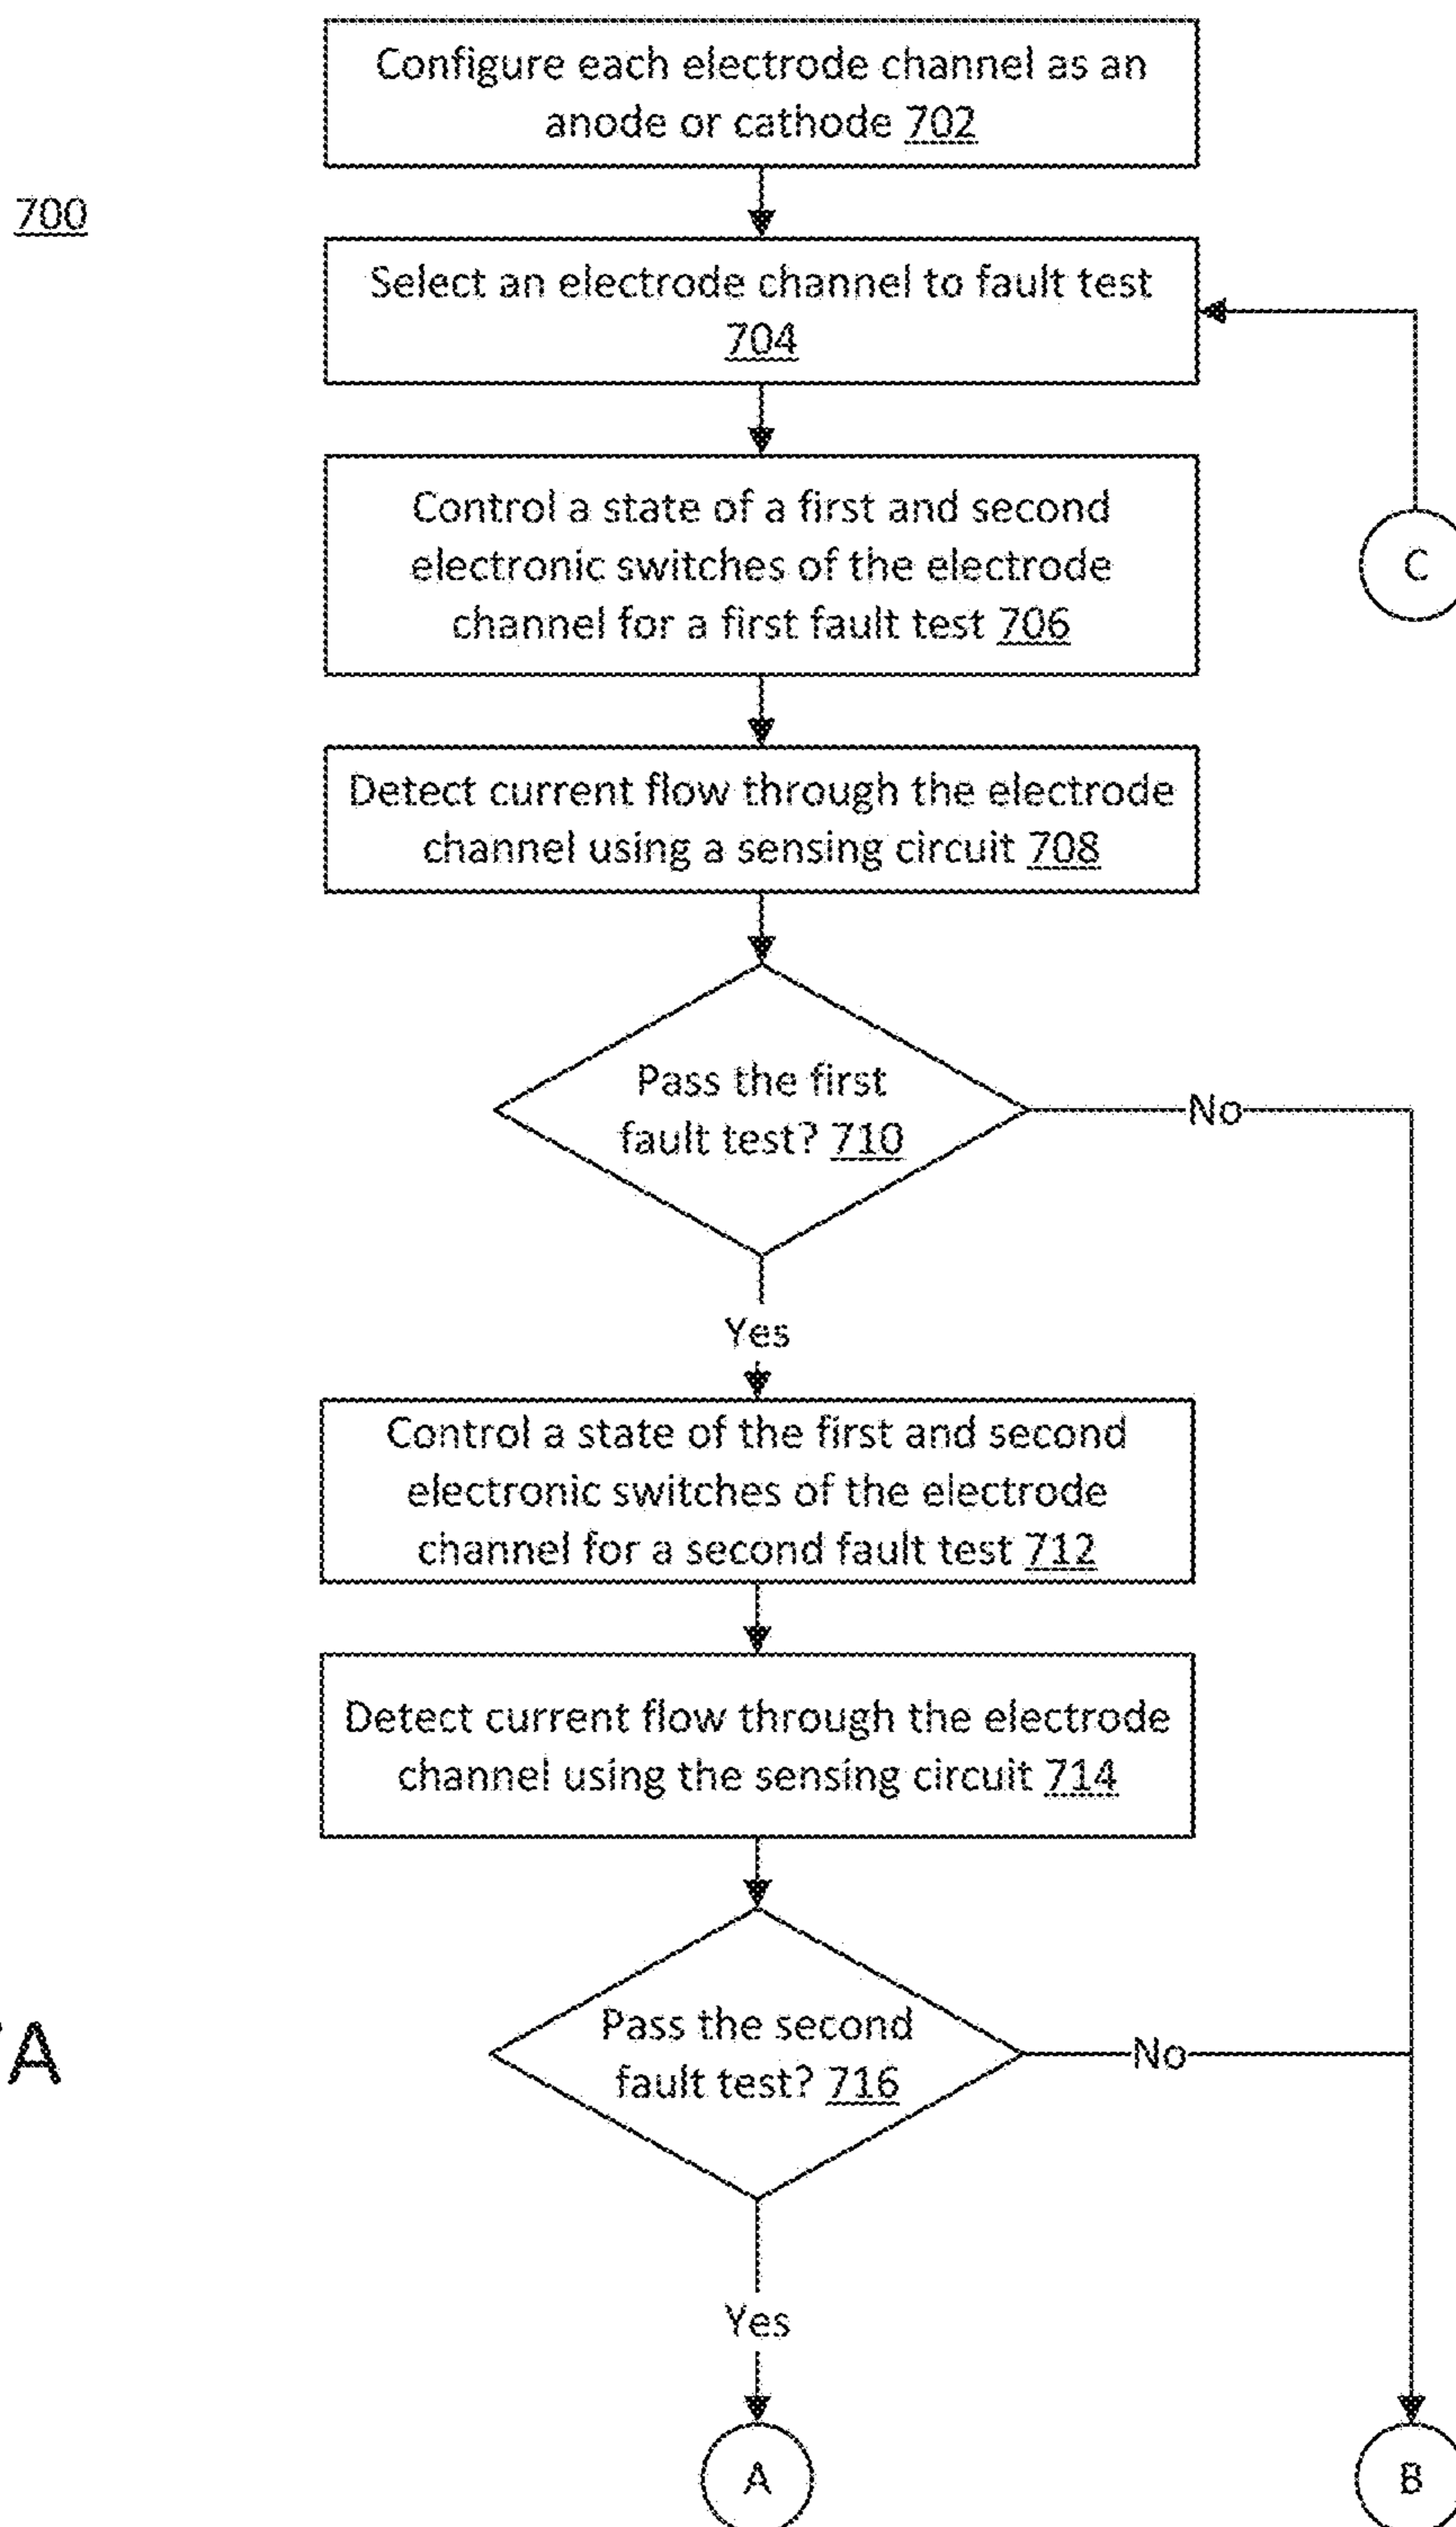 Configure each electrode channel as an
anode or cathode 702
700
Select an electrode channel to fault test
704
Control a state of a first and second
electronic switches of the electrode
channel for a first fault test 706
C
Detect current flow through the electrode
channel using a sensing circuit 708
Pass the first
fault test? 710
No
Yes
Control a state of the first and second
electronic switches of the electrode
channel for a second fault test 712
Detect current flow through the electrode
channel using the sensing circuit 714
Pass the second
fault test? 716
No
A
Yes
A
B